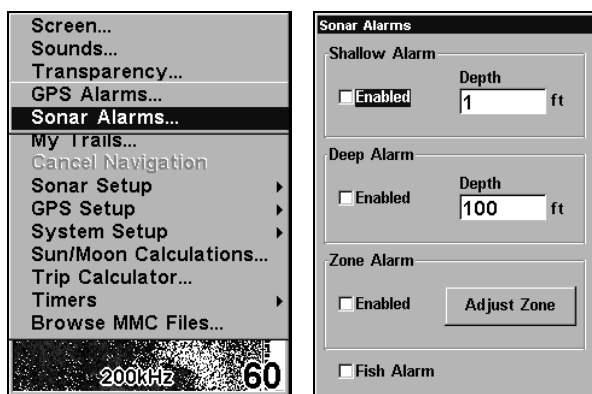 Screen...
Sounds...
Transparency...
GPS Alarms...
Sonar Alarms...
My Trails...
Cancel Navigation
Sonar Setup
GPS Setup
System Setup
Sun/Moon Calculations...
Trip Calculator...
Timers
Browse MMC Files...
200kHz 60
Sonar Alarms
Shallow Alarm
Depth
Enabled 1 ft
Deep Alarm
Depth
Enabled 100 ft
Zone Alarm
Enabled Adjust Zone
Fish Alarm